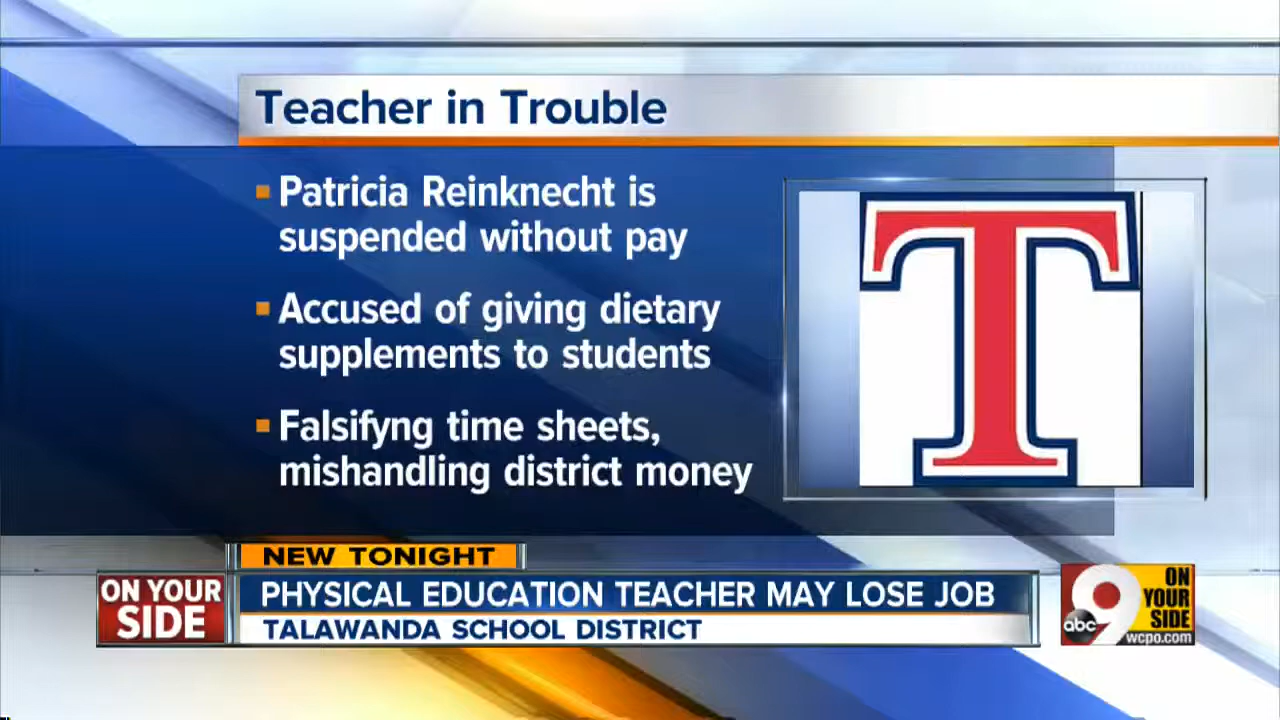 Teacher in Trouble
Patricia Reinknecht is
suspended without pay
Accused of giving dietary
supplements to students
Falsifyng time sheets,
mishandling district money
T
NEW TONIGHT
ON YOUR
SIDE
PHYSICAL EDUCATION TEACHER MAY LOSE JOB
TALAWANDA SCHOOL DISTRICT
abc 9
ON
YOUR
SIDE
wcpo.com